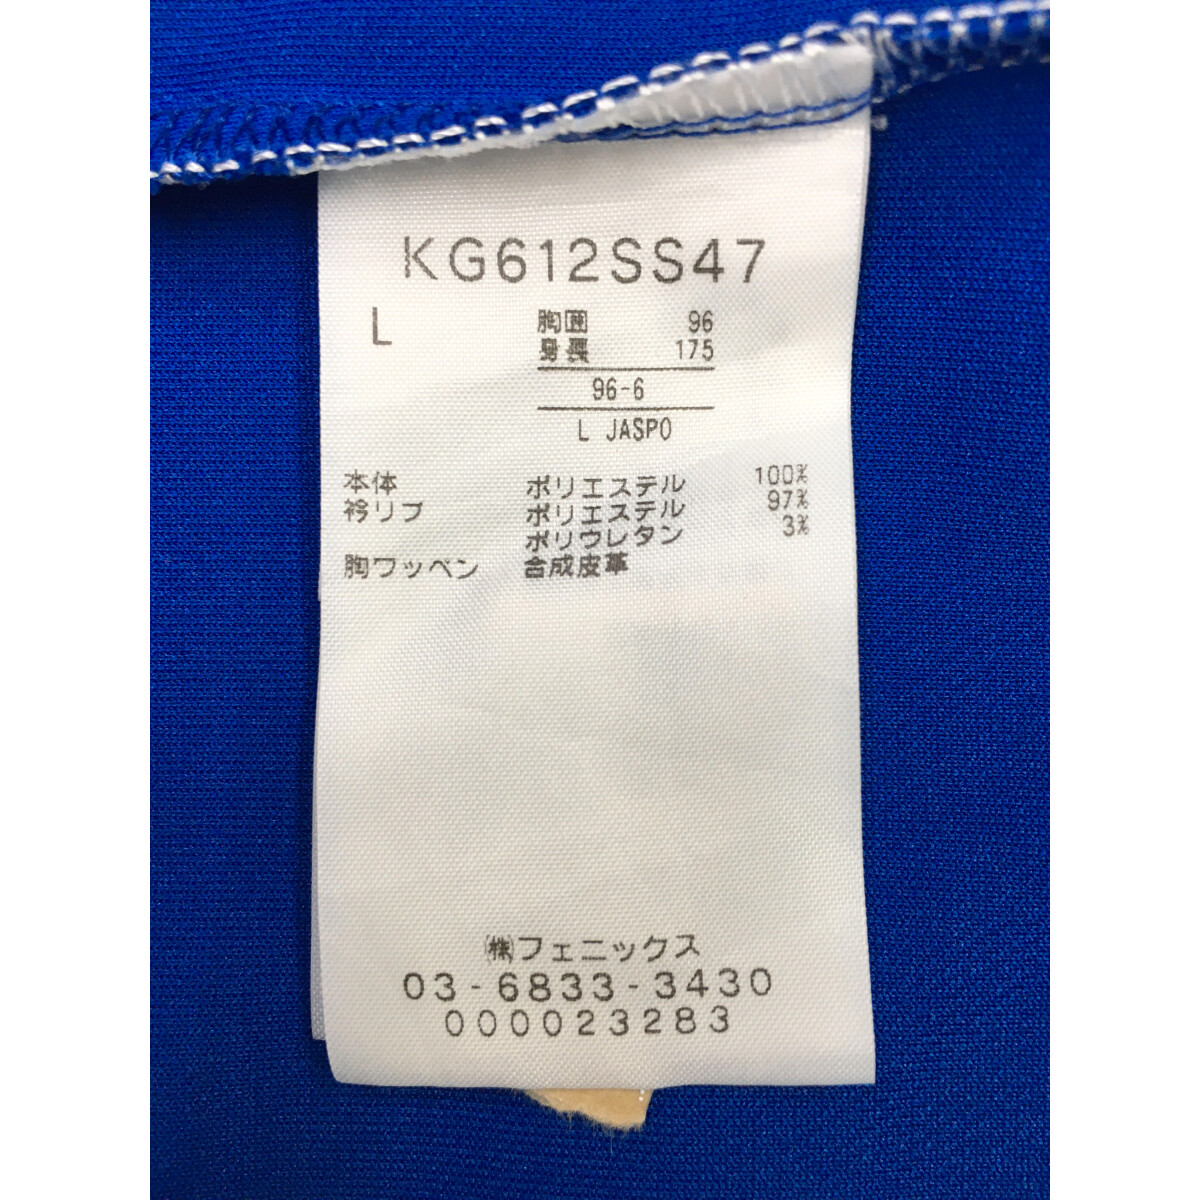 KG612SS47
L 胸囲 96
身長 175
96-6
L JASPO
本体 ポリエステル 100%
衿リブ ポリエステル 97%
ポリウレタン 3%
胸ワッペン 合成皮革
㈱フェニックス
03-6833-3430
000023283